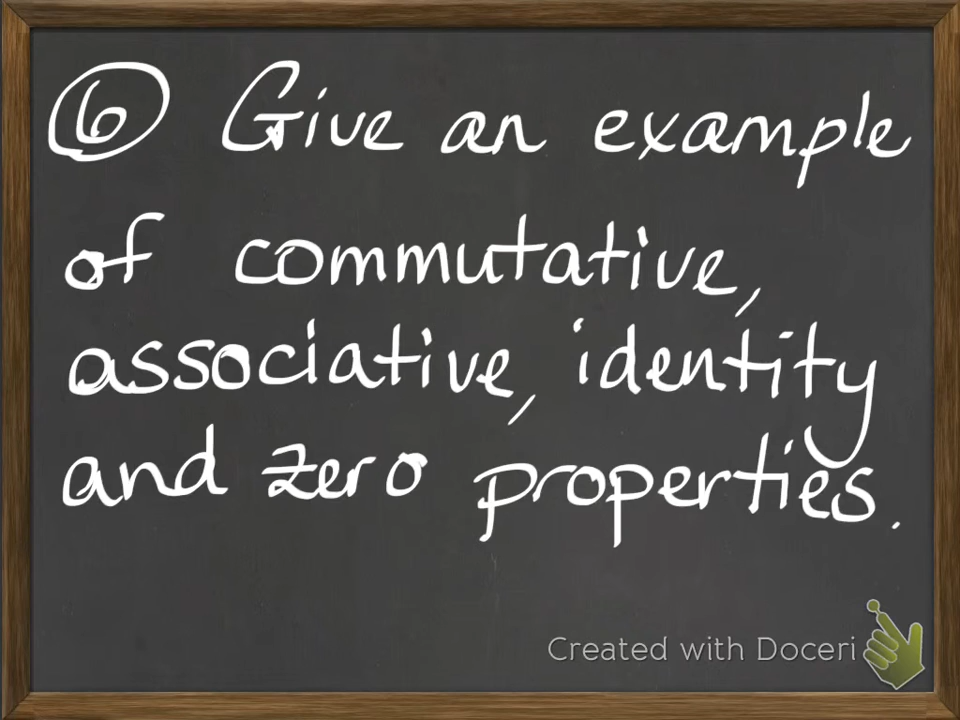 6 Give an example
of commutative,
associative, identity
and zero properties.
Created with Doceri